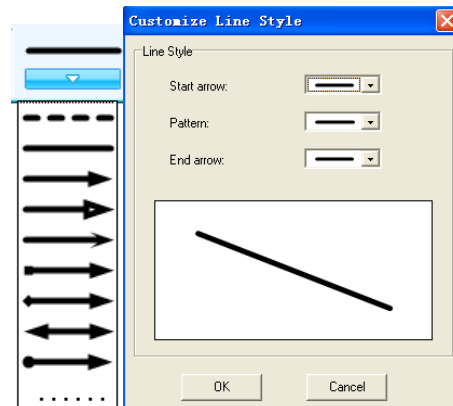 Customize Line Style
Line Style
Start arrow:
Pattern:
End arrow:
OK
Cancel